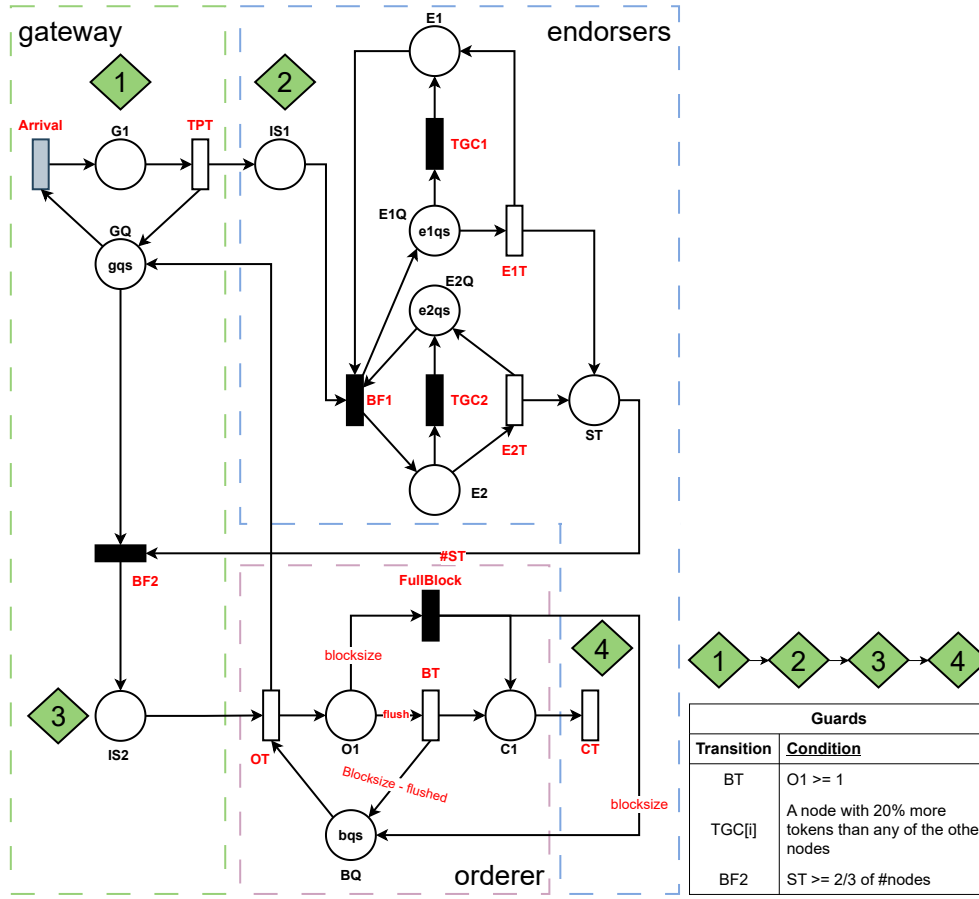 gateway
endorsers
1
2
E1
Arrival
G1
TPT
IS1
TGC1
E1Q
e1qs
GQ
gqs
E1T
E2Q
e2qs
BF1
TGC2
ST
E2T
E2
#ST
BF2
FullBlock
blocksize
4
BT
3
flush
IS2
OT
O1
C1
CT
Blocksize - flushed
blocksize
bqs
BQ
orderer
1
2
3
4
Guards
Transition Condition
BT O1 >= 1
TGC[i] A node with 20% more
tokens than any of the othe
nodes
BF2 ST >= 2/3 of #nodes